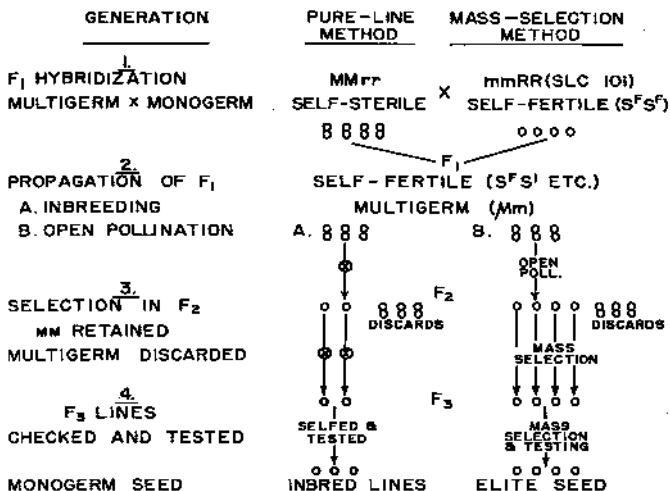 GENERATION PURE-LINE METHOD MASS-SELECTION METHOD
1.
F1 HYBRIDIZATION MMrr × mmRR (SLC 101)
MULTIGERM × MONOGERM SELF-STERILE SELF-FERTILE (SFSF)
F1
2.
PROPAGATION OF F1 SELF-FERTILE (SFS1 ETC.)
A. INBREEDING MULTIGERM (Mm)
B. OPEN POLLINATION A. B.
OPEN
POLL.
3. F2
SELECTION IN F2
DISCARDS DISCARDS
MM RETAINED
MULTIGERM DISCARDED MASS
SELECTION
4.
F3 LINES F3
CHECKED AND TESTED SELFED &
TESTED MASS
SELECTION
& TESTING
MONOGERM SEED INBRED LINES ELITE SEED